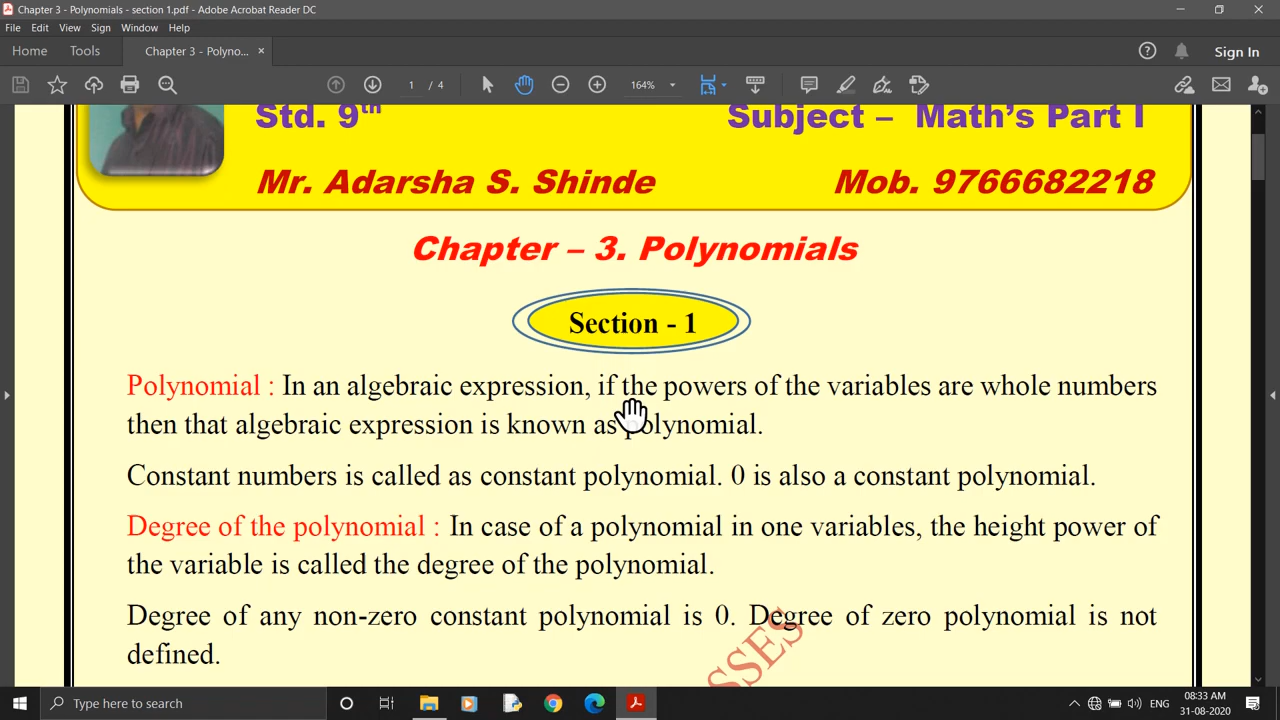 Chapter 3 - Polynomials - section 1.pdf - Adobe Acrobat Reader DC
File Edit View Sign Window Help
Home Tools Chapter 3 - Polyno... × Sign In
1 / 4 164%
Std. 9th Subject – Math’s Part I
Mr. Adarsha S. Shinde Mob. 9766682218
Chapter – 3. Polynomials
Section - 1
Polynomial : In an algebraic expression, if the powers of the variables are whole numbers
then that algebraic expression is known as polynomial.
Constant numbers is called as constant polynomial. 0 is also a constant polynomial.
Degree of the polynomial : In case of a polynomial in one variables, the height power of
the variable is called the degree of the polynomial.
Degree of any non-zero constant polynomial is 0. Degree of zero polynomial is not
defined.
SSES
Type here to search
ENG 08:33 AM
31-08-2020